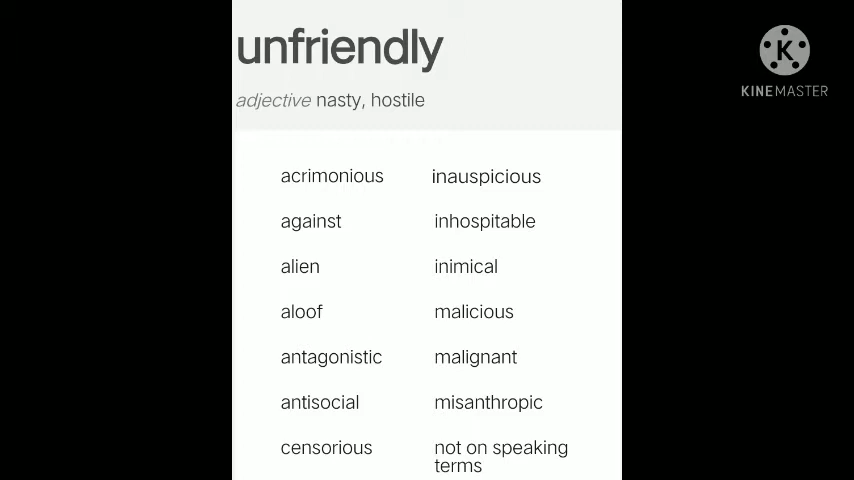 unfriendly
adjective nasty, hostile
KINEMASTER
acrimonious inauspicious
against inhospitable
alien inimical
aloof malicious
antagonistic malignant
antisocial misanthropic
censorious not on speaking
terms